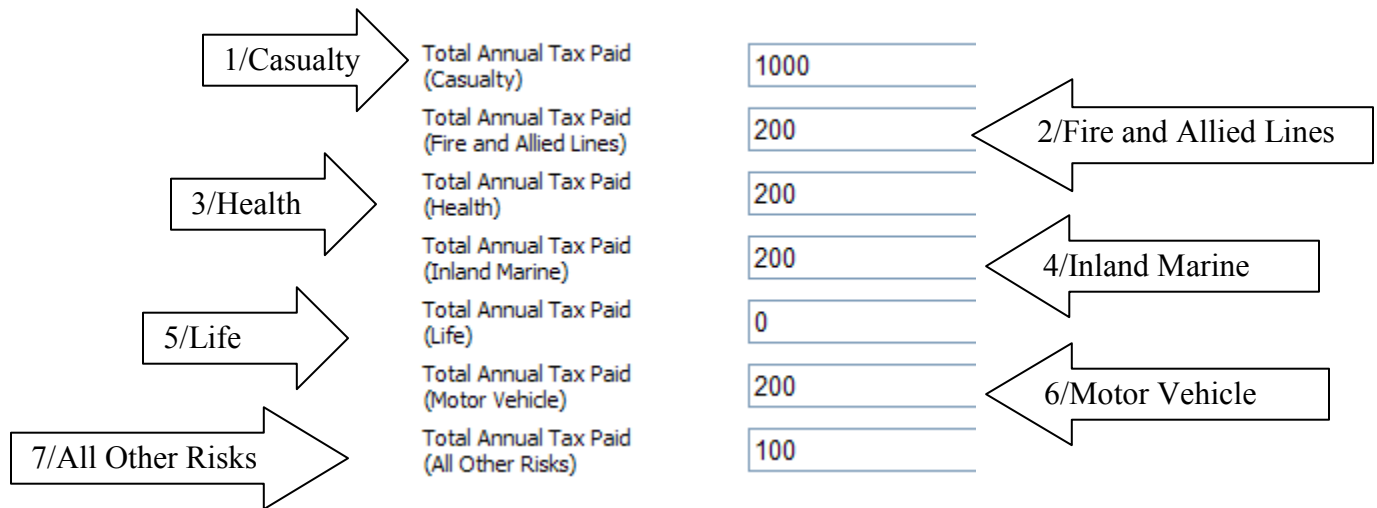 1/Casualty
Total Annual Tax Paid
(Casualty)
1000
Total Annual Tax Paid
(Fire and Allied Lines)
200
2/Fire and Allied Lines
3/Health
Total Annual Tax Paid
(Health)
200
Total Annual Tax Paid
(Inland Marine)
200
4/Inland Marine
5/Life
Total Annual Tax Paid
(Life)
0
Total Annual Tax Paid
(Motor Vehicle)
200
6/Motor Vehicle
7/All Other Risks
Total Annual Tax Paid
(All Other Risks)
100